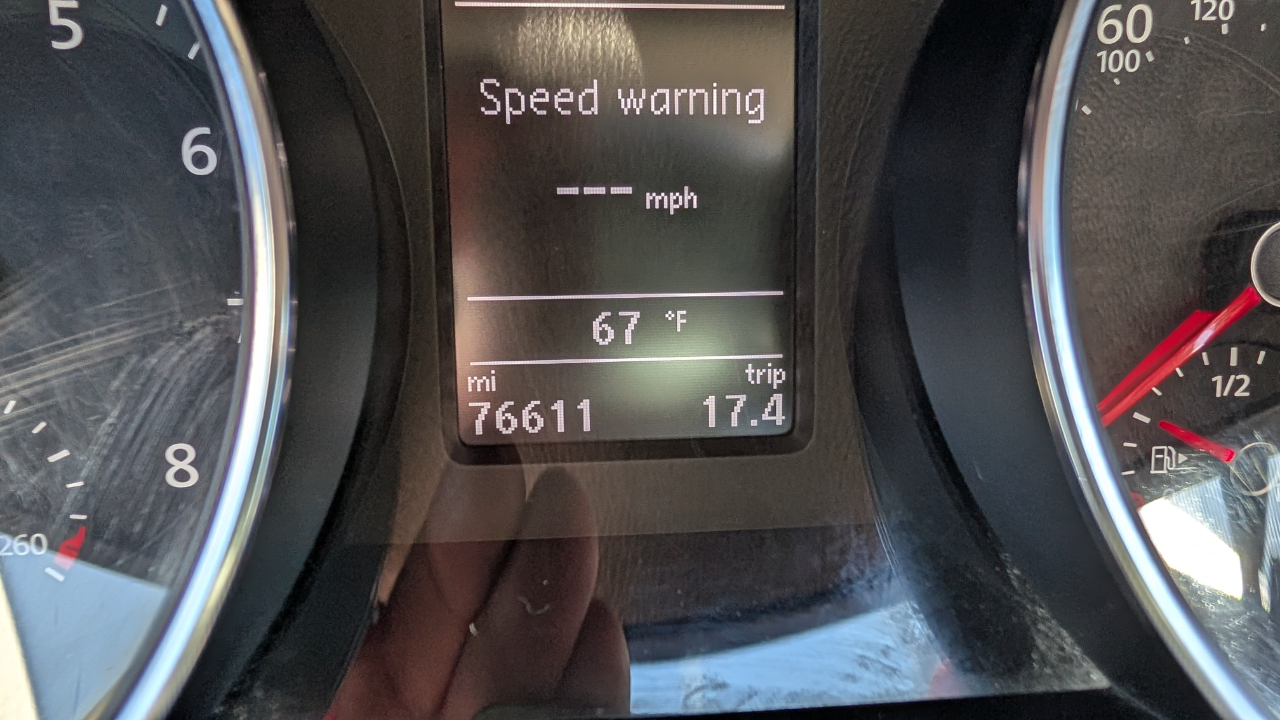 5
6
8
260
Speed warning
--- mph
67 °F
mi trip
76611 17.4
60 120
100
1/2